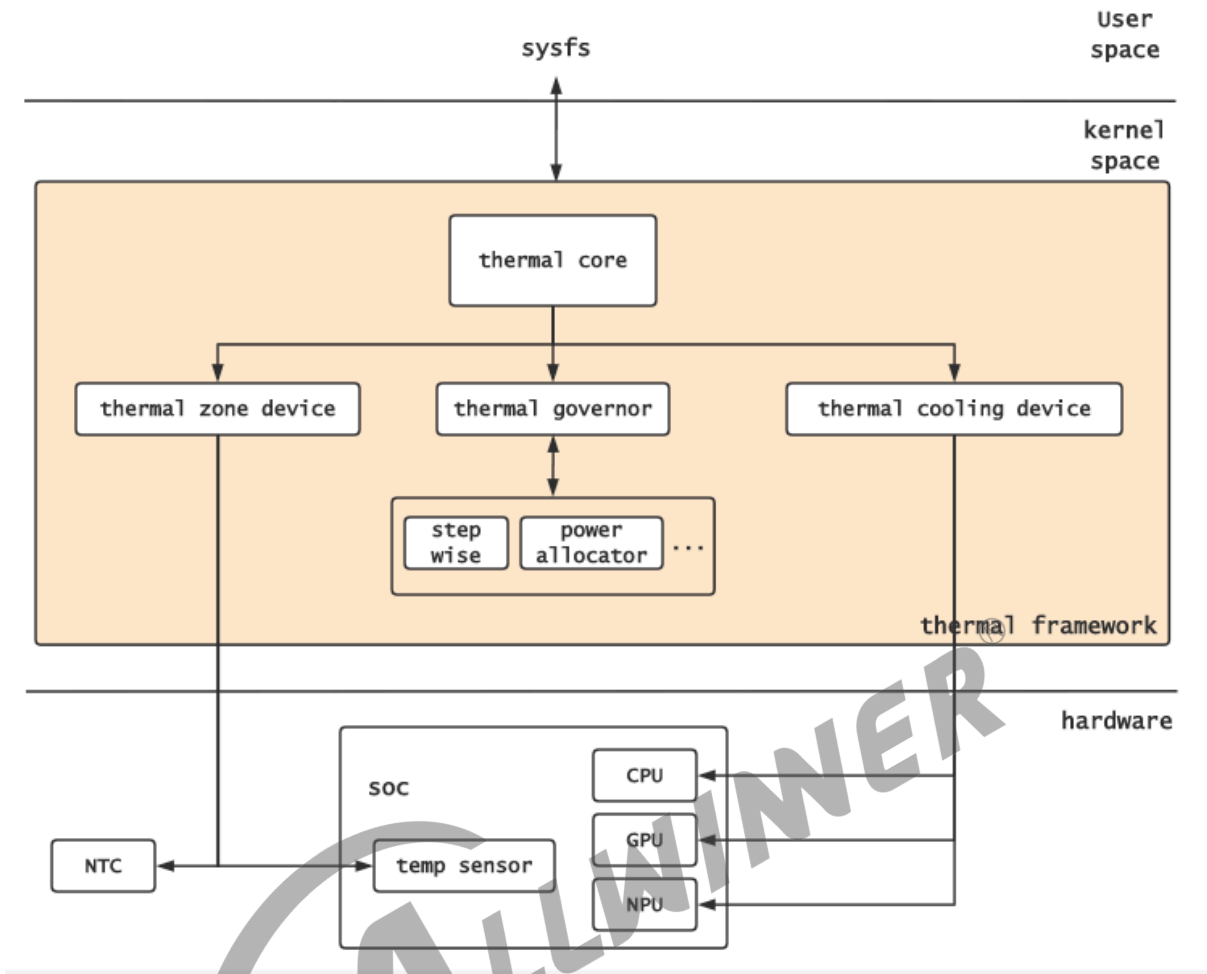 User
space
sysfs
kernel
space
thermal core
thermal zone device
thermal governor
thermal cooling device
step
wise
power
allocator
...
thermal framework
hardware
soc
CPU
GPU
NPU
NTC
temp sensor
ALLWINNER®